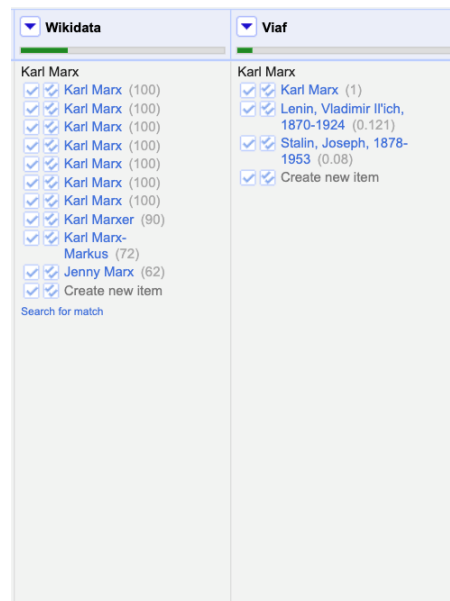 Wikidata
Karl Marx
Karl Marx (100)
Karl Marx (100)
Karl Marx (100)
Karl Marx (100)
Karl Marx (100)
Karl Marx (100)
Karl Marx (100)
Karl Marxer (90)
Karl Marx-
Markus (72)
Jenny Marx (62)
Create new item
Search for match
Viaf
Karl Marx
Karl Marx (1)
Lenin, Vladimir Il'ich,
1870-1924 (0.121)
Stalin, Joseph, 1878-
1953 (0.08)
Create new item